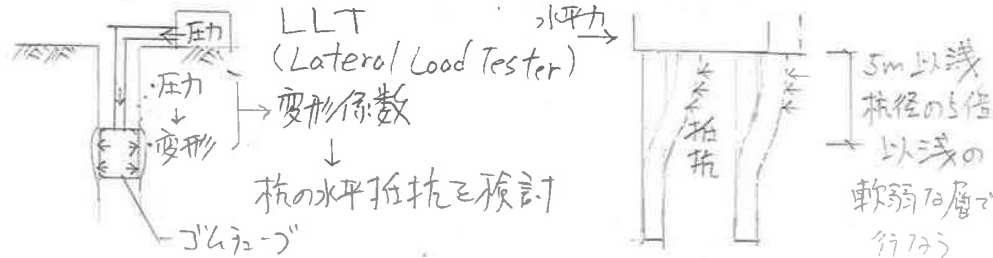 圧力
・圧力
↓
・変形
ゴムチューブ
LLT
(Lateral Load Tester)
→変形係数
↓
杭の水平抵抗を検討
水平力
抵抗
5m以浅
杭径の5倍
以浅の
軟弱な層で
行なう